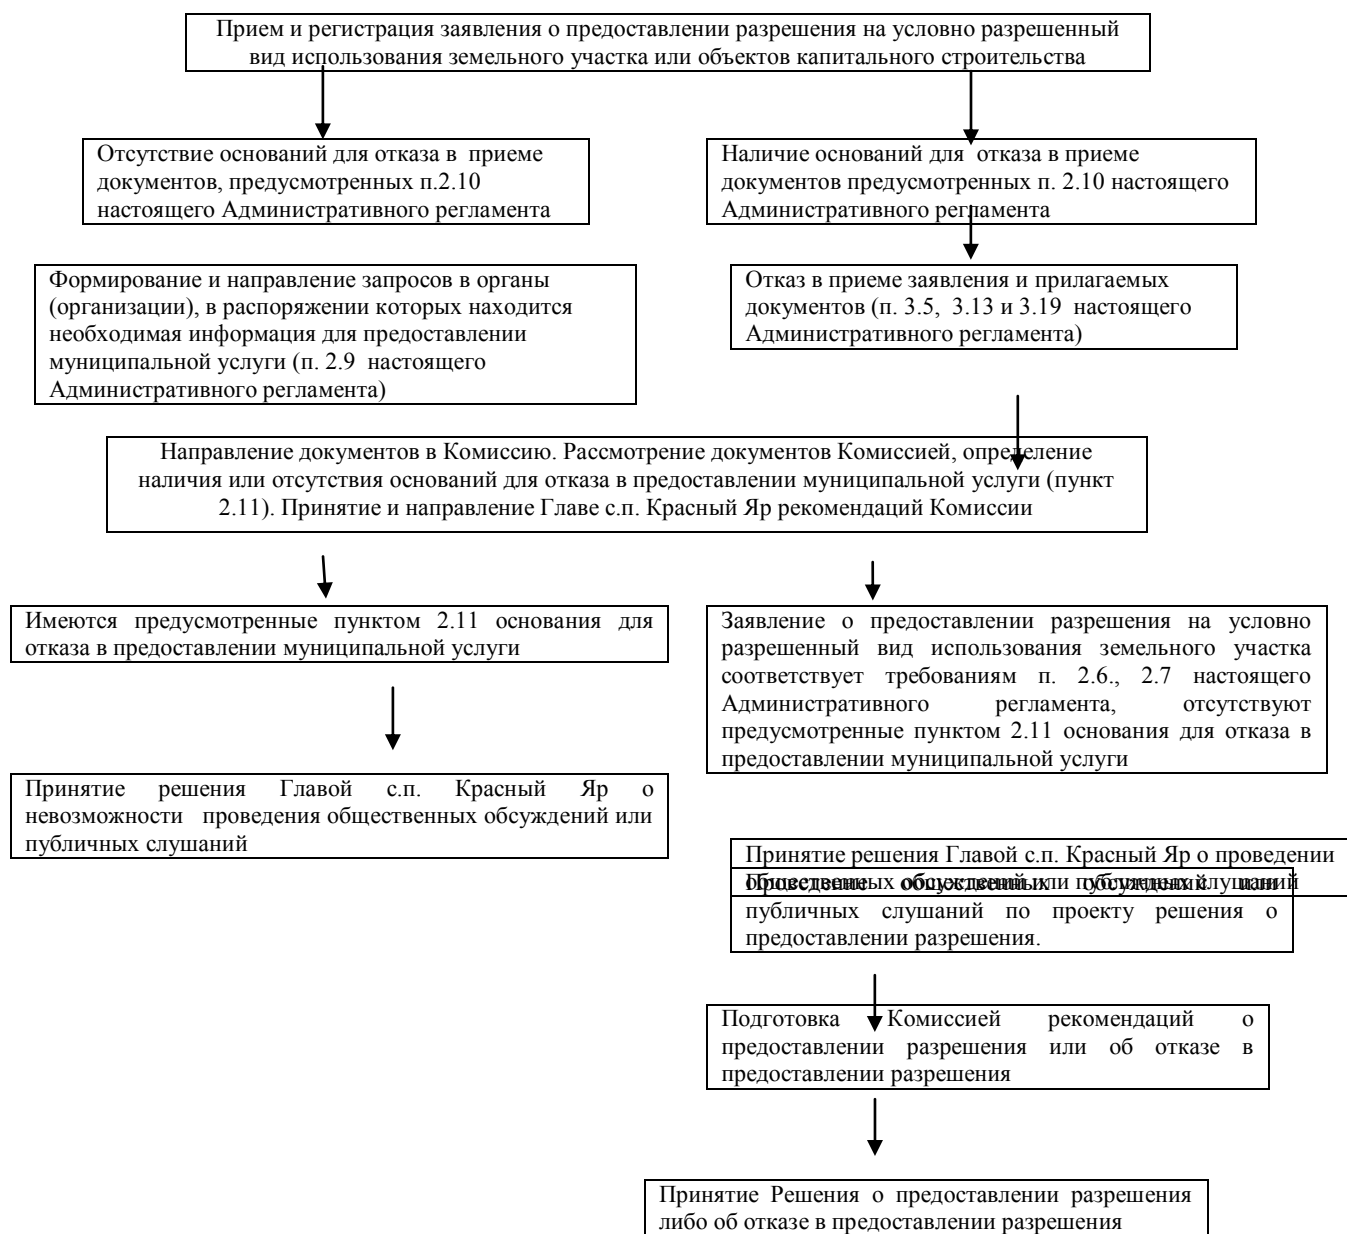 Прием и регистрация заявления о предоставлении разрешения на условно разрешенный
вид использования земельного участка или объектов капитального строительства
Отсутствие оснований для отказа в  приеме
документов, предусмотренных п.2.10
настоящего Административного регламента
Наличие оснований для  отказа в приеме
документов предусмотренных п. 2.10 настоящего
Административного регламента
Формирование и направление запросов в органы
(организации), в распоряжении которых находится
необходимая информация для предоставлении
муниципальной услуги (п. 2.9  настоящего
Административного регламента)
Отказ в приеме заявления и прилагаемых
документов (п. 3.5,  3.13 и 3.19  настоящего
Административного регламента)
Направление документов в Комиссию. Рассмотрение документов Комиссией, определение
наличия или отсутствия оснований для отказа в предоставлении муниципальной услуги (пункт
2.11). Принятие и направление Главе с.п. Красный Яр рекомендаций Комиссии
Имеются предусмотренные пунктом 2.11 основания для
отказа в предоставлении муниципальной услуги
Заявление о предоставлении разрешения на условно
разрешенный вид использования земельного участка
соответствует требованиям п. 2.6., 2.7 настоящего
Административного регламента, отсутствуют
предусмотренные пунктом 2.11 основания для отказа в
предоставлении муниципальной услуги
Принятие решения Главой с.п. Красный Яр о
невозможности проведения общественных обсуждений или
публичных слушаний
Принятие решения Главой с.п. Красный Яр о проведении
общественных обсуждений или публичных слушаний
Проведение общественных обсуждений или
публичных слушаний по проекту решения о
предоставлении разрешения.
Подготовка Комиссией рекомендаций о
предоставлении разрешения или об отказе в
предоставлении разрешения
Принятие Решения о предоставлении разрешения
либо об отказе в предоставлении разрешения